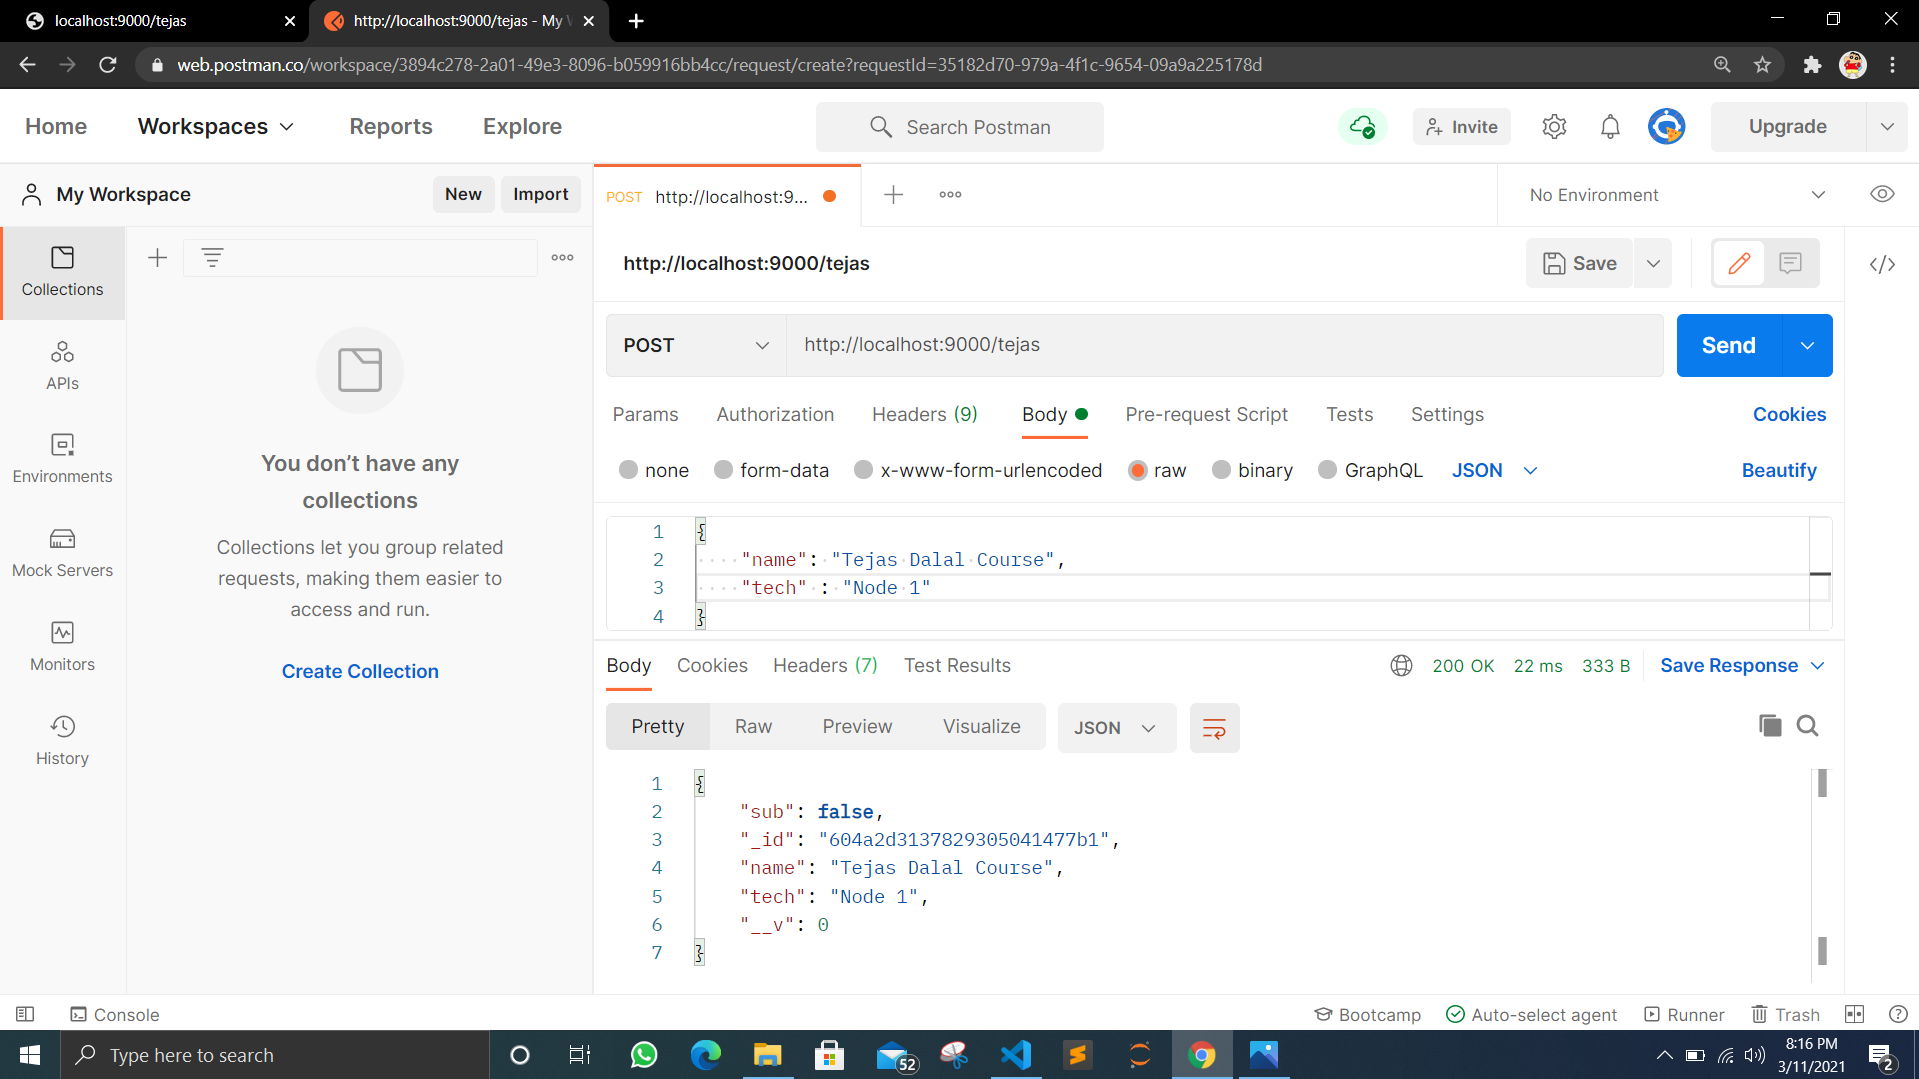 localhost:9000/tejas
http://localhost:9000/tejas - My W
web.postman.co/workspace/3894c278-2a01-49e3-8096-b059916bb4cc/request/create?requestId=35182d70-979a-4f1c-9654-09a9a225178d
Home Workspaces Reports Explore Search Postman Invite Upgrade
My Workspace New Import POST http://localhost:9... No Environment
Collections
APIs
Environments
Mock Servers
Monitors
History
You don’t have any
collections
Collections let you group related
requests, making them easier to
access and run.
Create Collection
http://localhost:9000/tejas Save
POST http://localhost:9000/tejas Send
Params Authorization Headers (9) Body Pre-request Script Tests Settings Cookies
none form-data x-www-form-urlencoded raw binary GraphQL JSON Beautify
1 {
2 "name": "Tejas Dalal Course",
3 "tech" : "Node 1"
4 }
Body Cookies Headers (7) Test Results 200 OK 22 ms 333 B Save Response
Pretty Raw Preview Visualize JSON
1 {
2 "sub": false,
3 "_id": "604a2d3137829305041477b1",
4 "name": "Tejas Dalal Course",
5 "tech": "Node 1",
6 "__v": 0
7 }
Console Bootcamp Auto-select agent Runner Trash
Type here to search 52 8:16 PM
3/11/2021 2